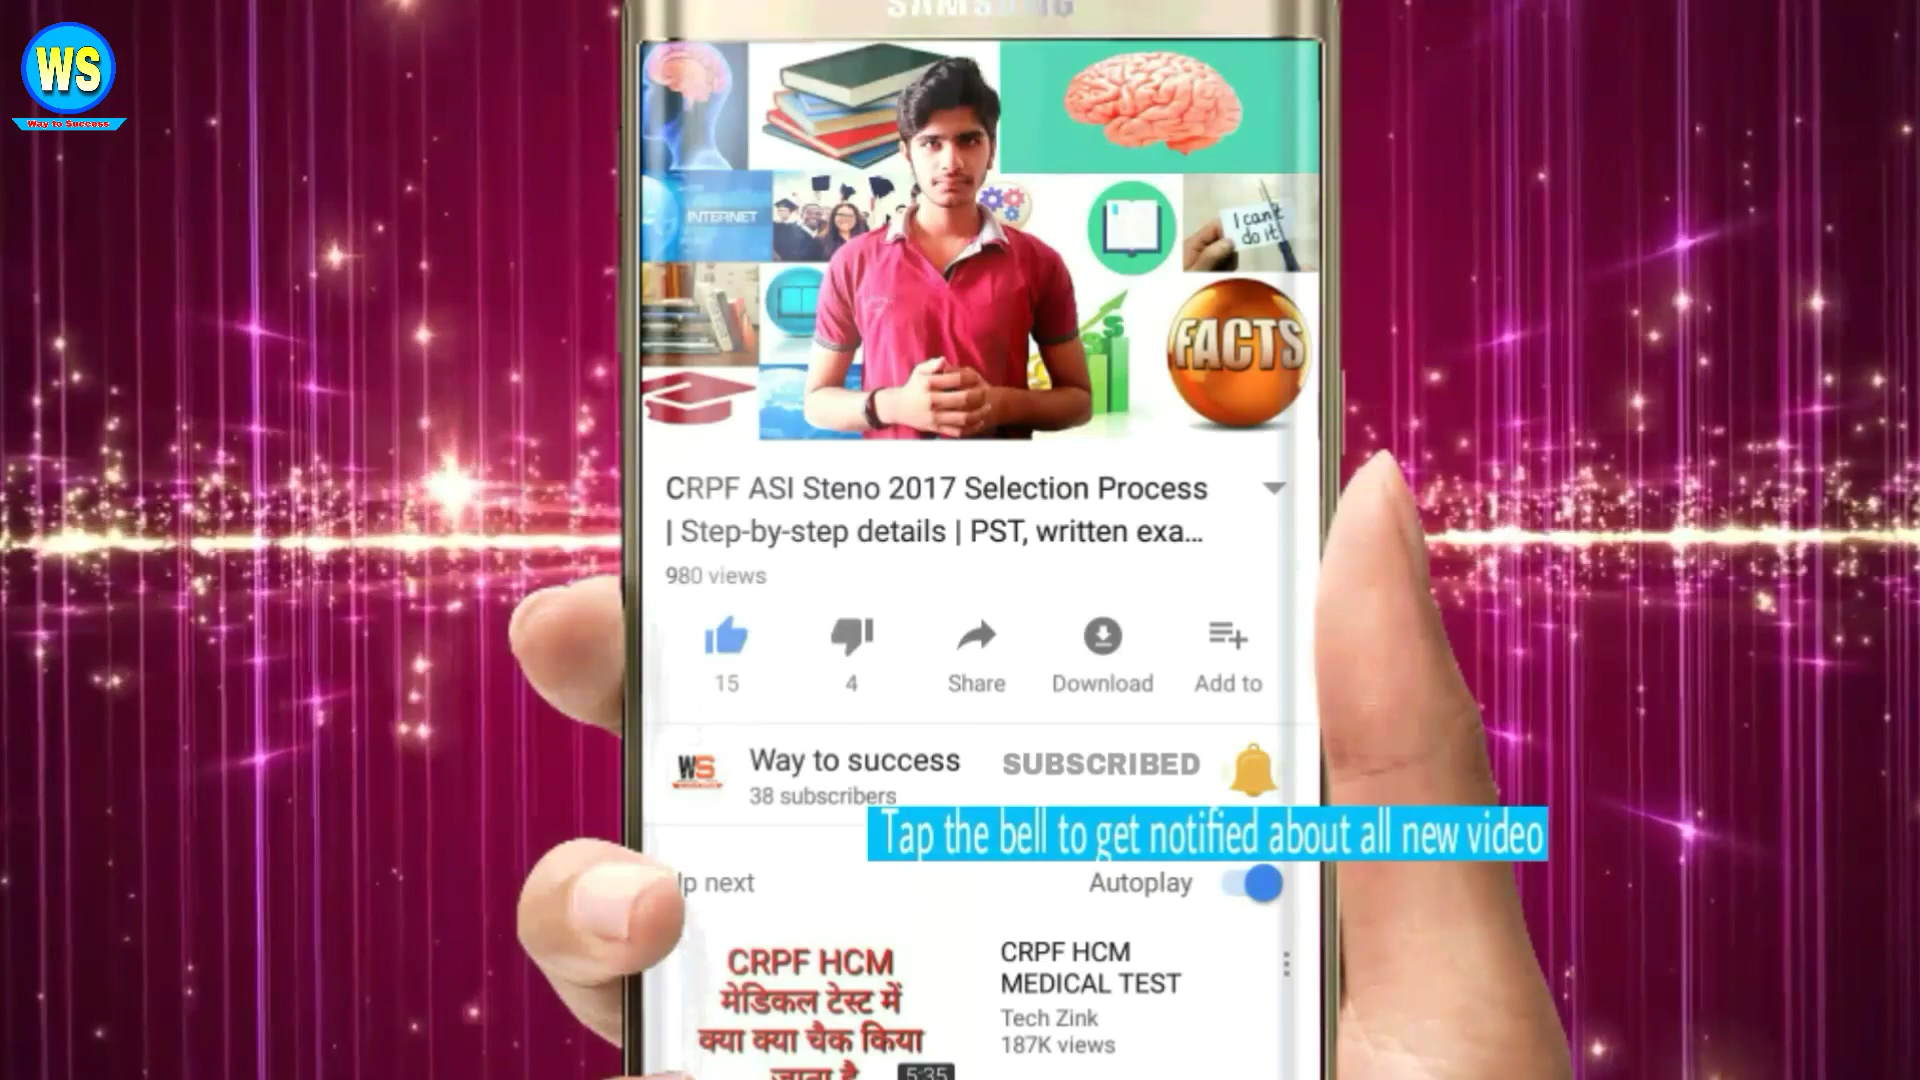 SAMSUNG
WS
Way to Success
INTERNET
I can't
do it
FACTS
CRPF ASI Steno 2017 Selection Process
| Step-by-step details | PST, written exa...
980 views
15
4
Share
Download
Add to
WS
Way to success
SUBSCRIBED
38 subscribers
Tap the bell to get notified about all new video
Up next
Autoplay
CRPF HCM
मेडिकल टेस्ट में
क्या क्या चैक किया
जाता है
5:35
CRPF HCM
MEDICAL TEST
Tech Zink
187K views